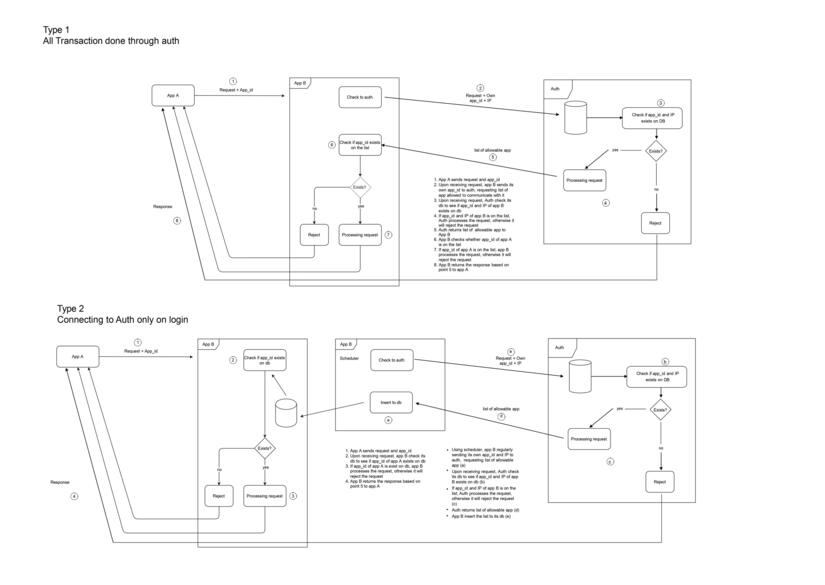 Type 1
All Transaction done through auth
1
Request + App_id
App A
App B
Check to auth
2
Request + Own
app_id + IP
Auth
3
Check if app_id and IP
exists on DB
6
Check if app_id exists
on the list
list of allowable app
5
yes
Exists?
Processing request
4
no
Reject
Exists?
no
yes
Reject
Processing request
7
Response
8
1. App A sends request and app_id
2. Upon receiving request, app B sends its
own app_id to auth, requesting list of
app allowed to communicate with it
3. Upon receiving request, Auth check its
db to see if app_id and IP of app B
exists on db
4. If app_id and IP of app B is on the list,
Auth processes the request, otherwise it
will reject the request
5. Auth returns list of allowable app to
App B
6. App B checks whether app_id of app A
is on the list
7. If app_id of app A is on the list, app B
processes the request, otherwise it will
reject the request
8. App B returns the response based on
point 5 to app A
Type 2
Connecting to Auth only on login
1
Request + App_id
App A
App B
2
Check if app_id exists
on db
Exists?
no
yes
Reject
Processing request
3
Response
4
App B
Scheduler
Check to auth
Insert to db
e
a
Request + Own
app_id + IP
list of allowable app
d
Auth
b
Check if app_id and IP
exists on DB
yes
Exists?
Processing request
c
no
Reject
1. App A sends request and app_id
2. Upon receiving request, app B check its
db to see if app_id of app A exists on db
3. If app_id of app A is exist on db, app B
processes the request, otherwise it will
reject the request
4. App B returns the response based on
point 5 to app A
• Using scheduler, app B regularly
sending its own app_id and IP to
auth, requesting list of allowable
app (a)
• Upon receiving request, Auth check
its db to see if app_id and IP of app
B exists on db (b)
• If app_id and IP of app B is on the
list, Auth processes the request,
otherwise it will reject the request
(c)
• Auth returns list of allowable app (d)
• App B insert the list to its db (e)